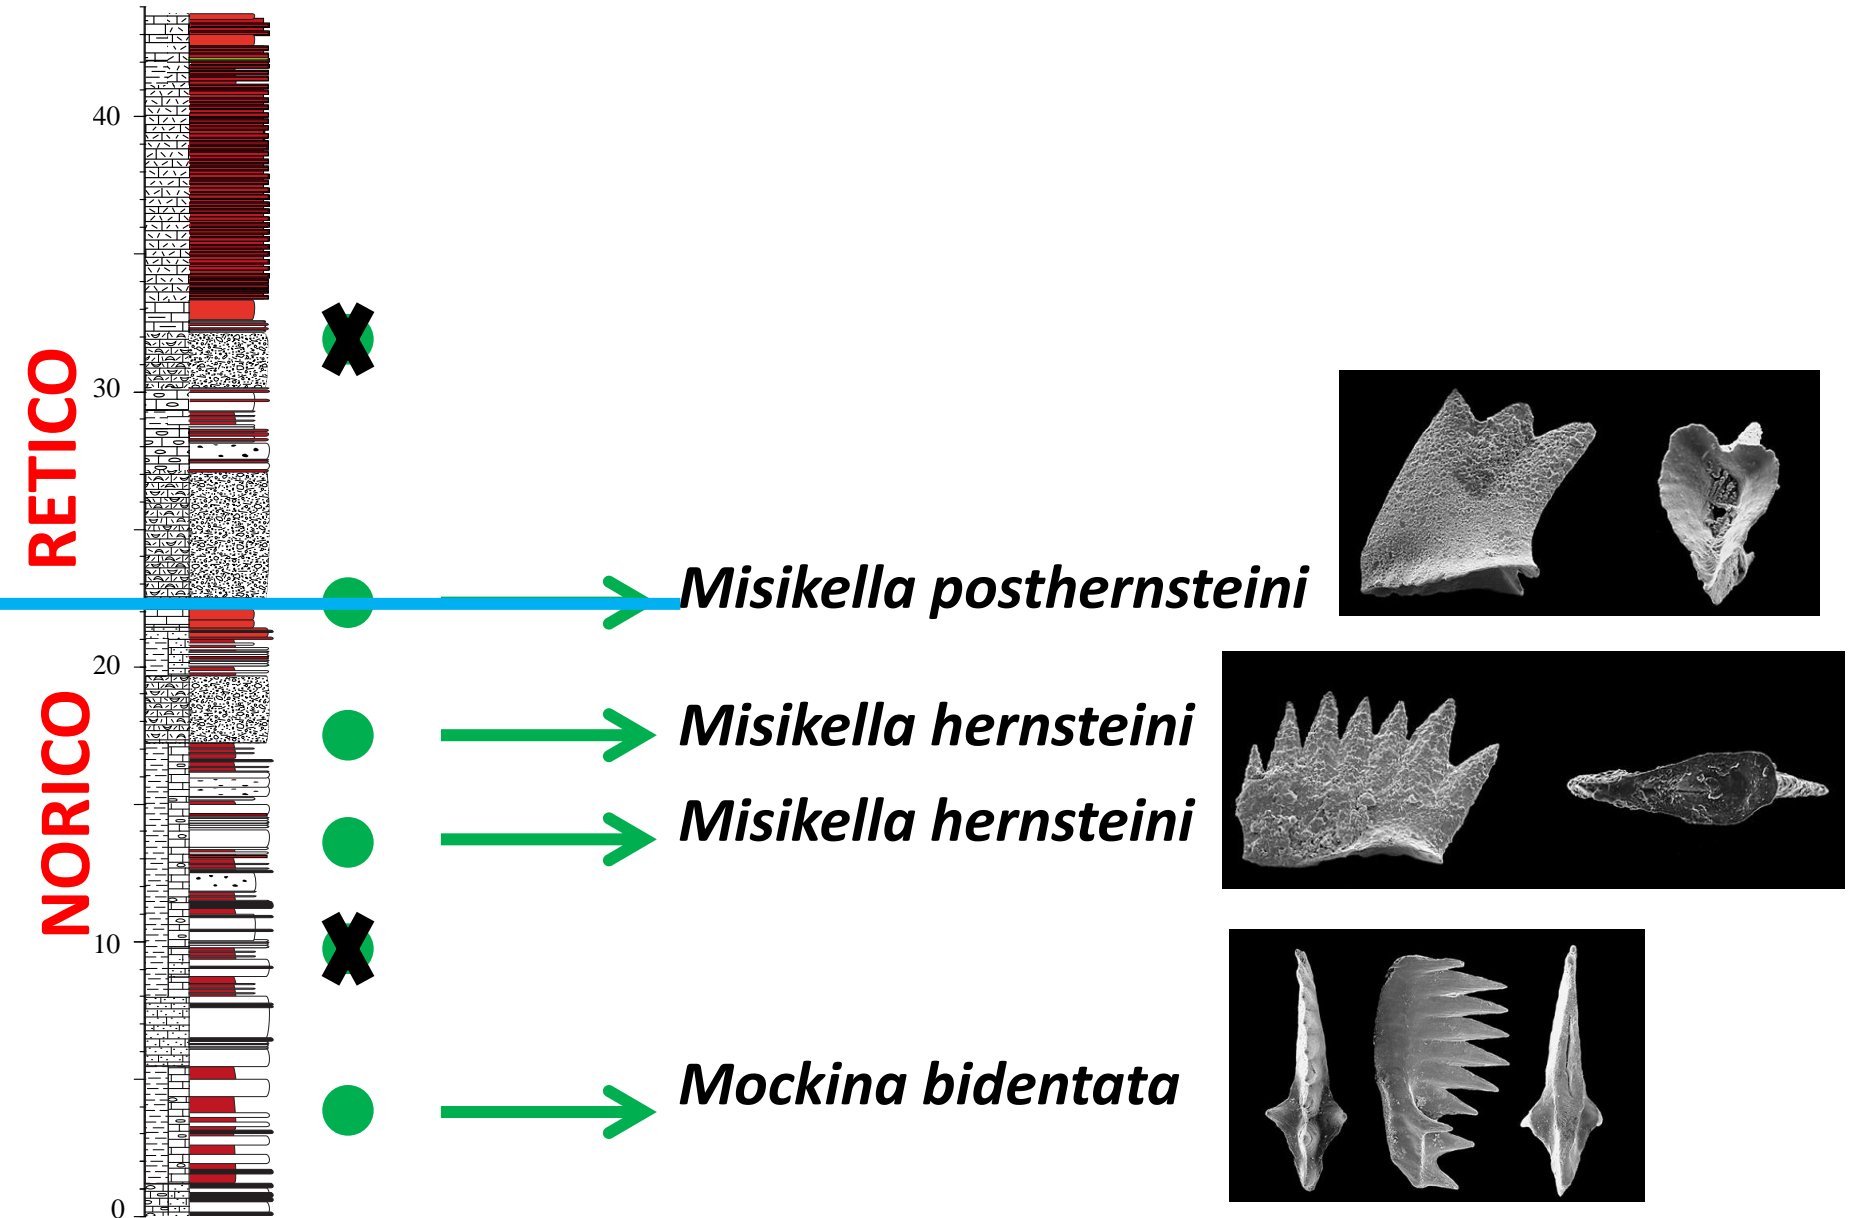 40
30
20
10
0
RETICO
NORICO
Misikella posthernsteini
Misikella hernsteini
Misikella hernsteini
Mockina bidentata